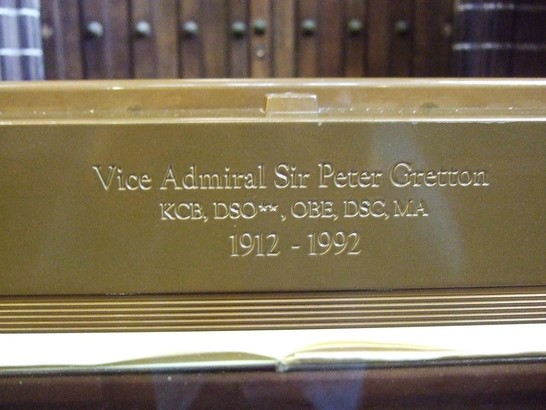 Vice Admiral Sir Peter Gretton
KCB, DSO**, OBE, DSC, MA
1912 - 1992